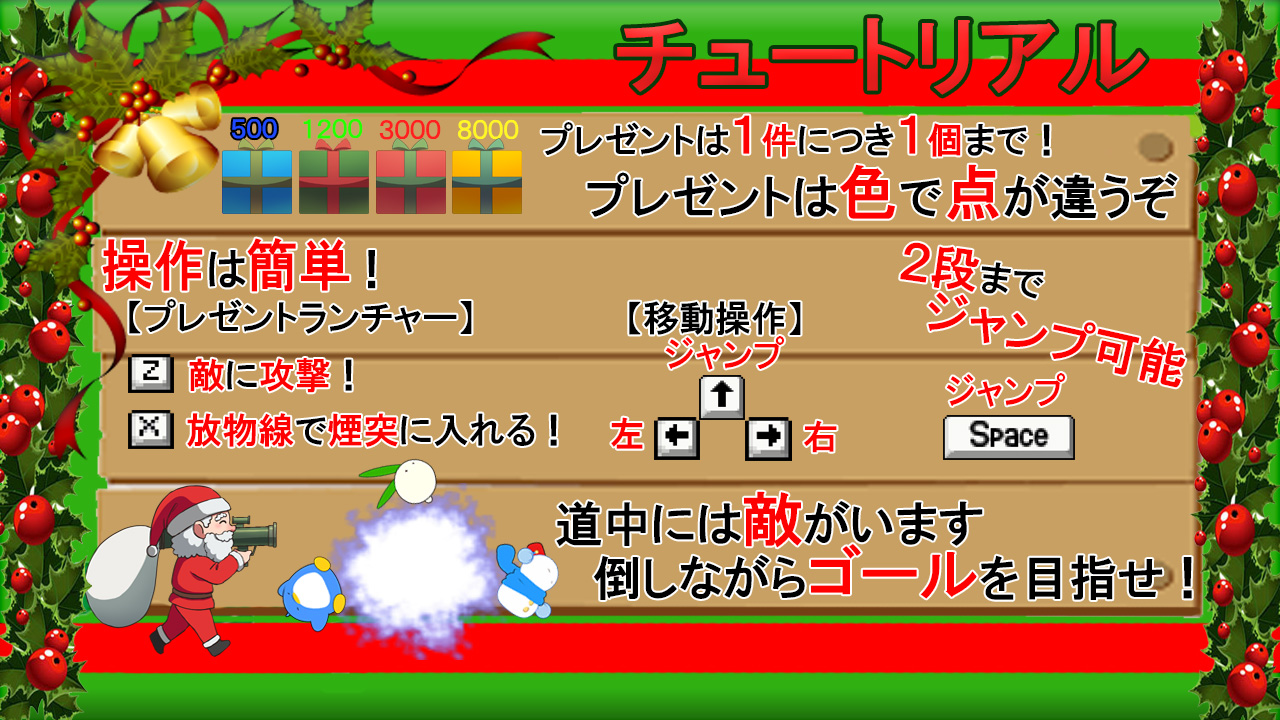 チュートリアル
500 1200 3000 8000
プレゼントは1件につき1個まで！
プレゼントは色で点が違うぞ
操作は簡単！
【プレゼントランチャー】
Z 敵に攻撃！
X 放物線で煙突に入れる！
【移動操作】
ジャンプ
↑
左 ← → 右
２段まで
ジャンプ可能
ジャンプ
Space
道中には敵がいます
倒しながらゴールを目指せ！